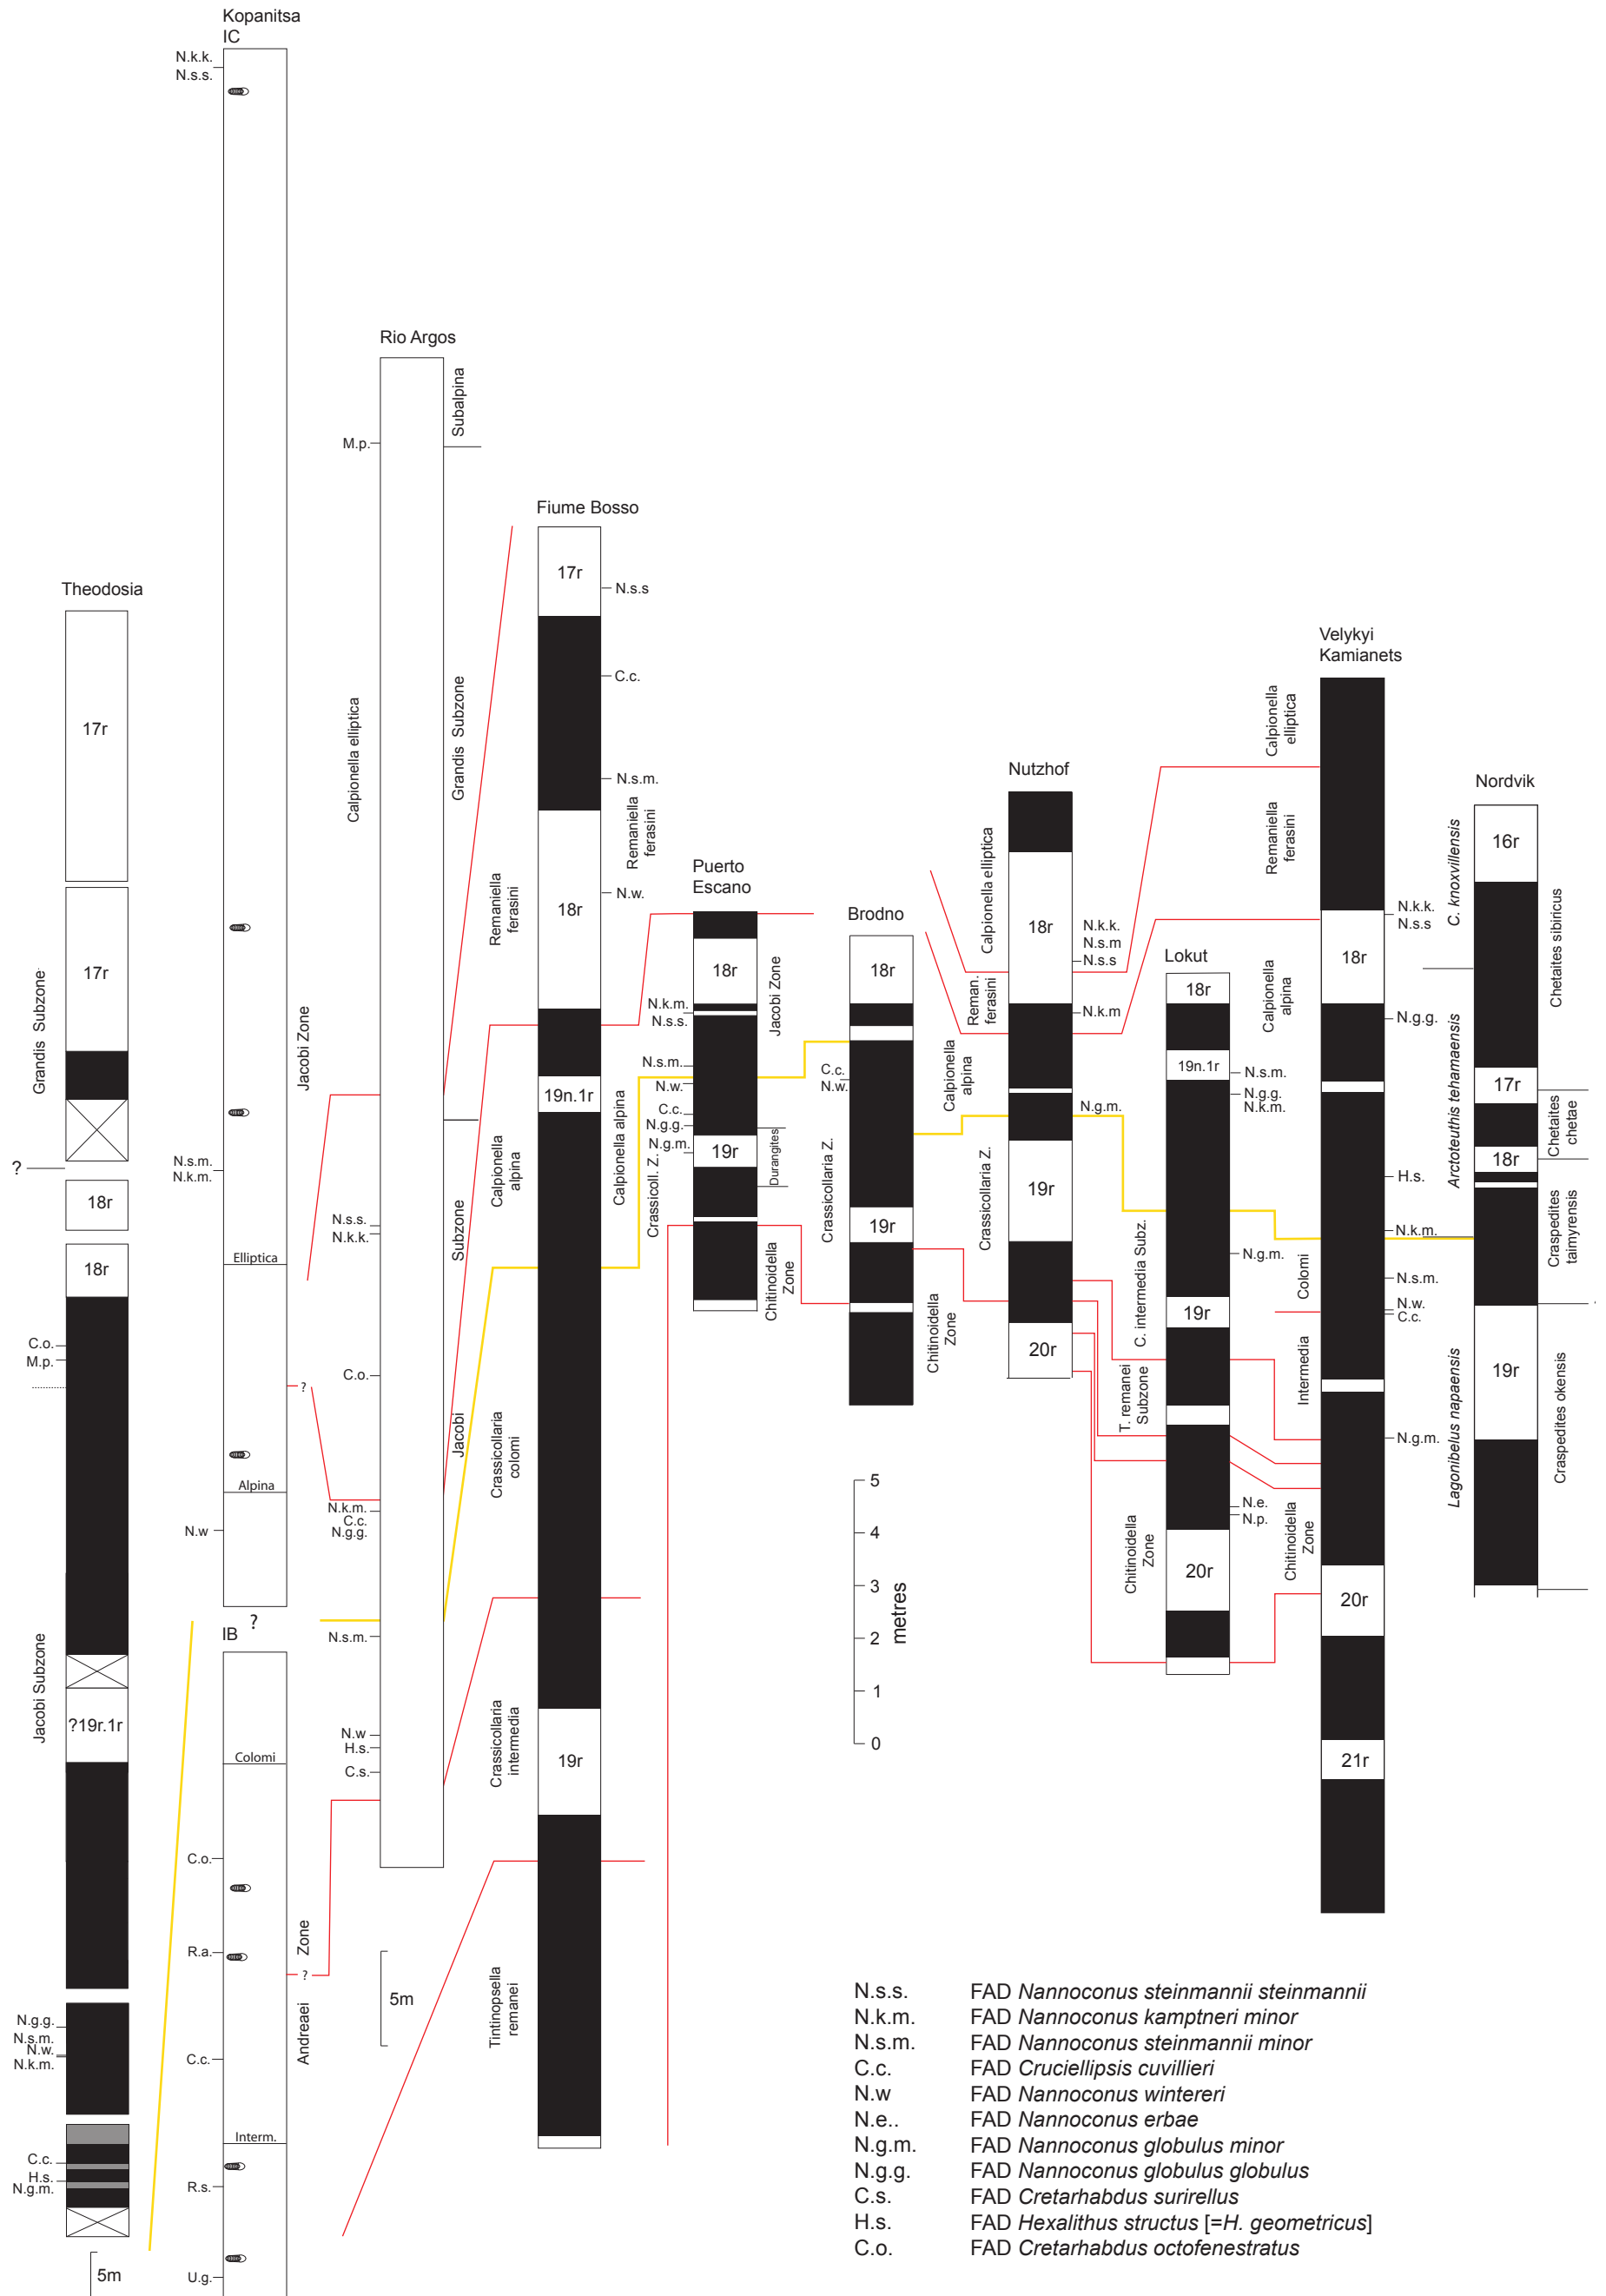 Kopanitsa
IC
N.k.k.
N.s.s.
N.s.m.
N.k.m.
Elliptica
?
Alpina
N.w
Jacobi Zone
?
IB
Colomi
C.o.
R.a.
?
C.c.
Interm.
R.s.
U.g.
Andreaei
Zone
Theodosia
17r
17r
Grandis Subzone
?
18r
18r
C.o.
M.p.
Jacobi Subzone
?19r.1r
N.g.g.
N.s.m.
N.w.
N.k.m.
C.c.
H.s.
N.g.m.
5m
Rio Argos
Subalpina
M.p.
Calpionella elliptica
Grandis Subzone
N.s.s.
N.k.k.
Subzone
C.o.
Jacobi
N.k.m.
C.c.
N.g.g.
N.s.m.
N.w
H.s.
C.s.
5m
Fiume Bosso
17r
N.s.s
C.c.
N.s.m.
Remaniella
ferasini
Remaniella
ferasini
18r
N.w.
19n.1r
Calpionella
alpina
Calpionella alpina
Crassicollaria
colomi
Crassicollaria
intermedia
19r
Tintinopsella
remanei
Puerto
Escano
18r
Jacobi Zone
N.k.m.
N.s.s.
N.s.m.
N.w.
C.c.
N.g.g.
N.g.m.
19r
Durangites
Crassicoll. Z.
Chitinoidella
Zone
Brodno
18r
C.c.
N.w.
Crassicollaria Z.
19r
Calpionella
alpina
Chitinoidella
Zone
5
4
3
2
1
0
metres
Nutzhof
Calpionella elliptica
18r
N.k.k.
N.s.m
N.s.s
Reman.
ferasini
N.k.m
N.g.m.
Crassicollaria Z.
19r
20r
Lokut
18r
19n.1r
N.s.m.
N.g.g.
N.k.m.
C. intermedia Subz.
N.g.m.
19r
T. remanei
Subzone
N.e.
N.p.
Chitinoidella
Zone
20r
Velykyi
Kamianets
Calpionella
elliptica
Remaniella
ferasini
N.k.k.
N.s.s
18r
Calpionella
alpina
N.g.g.
H.s.
N.k.m.
Colomi
N.s.m.
N.w.
C.c.
Intermedia
N.g.m.
Chitinoidella
Zone
20r
21r
Nordvik
16r
C. knoxvillensis
Chetaites sibiricus
17r
Arctoteuthis tehamaensis
Chetaites
chetae
18r
Craspedites
taimyrensis
19r
Lagonibelus napaensis
Craspedites okensis
N.s.s. FAD Nannoconus steinmannii steinmannii
N.k.m. FAD Nannoconus kamptneri minor
N.s.m. FAD Nannoconus steinmannii minor
C.c. FAD Cruciellipsis cuvillieri
N.w FAD Nannoconus wintereri
N.e.. FAD Nannoconus erbae
N.g.m. FAD Nannoconus globulus minor
N.g.g. FAD Nannoconus globulus globulus
C.s. FAD Cretarhabdus surirellus
H.s. FAD Hexalithus structus [=H. geometricus]
C.o. FAD Cretarhabdus octofenestratus